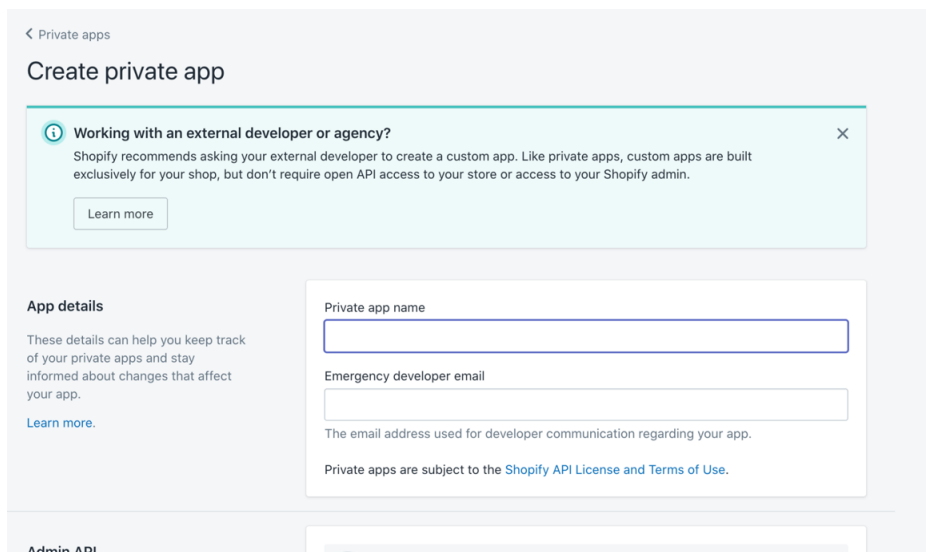 Private apps
Create private app
Working with an external developer or agency?
Shopify recommends asking your external developer to create a custom app. Like private apps, custom apps are built
exclusively for your shop, but don't require open API access to your store or access to your Shopify admin.
Learn more
App details
These details can help you keep track
of your private apps and stay
informed about changes that affect
your app.
Learn more.
Private app name
Emergency developer email
The email address used for developer communication regarding your app.
Private apps are subject to the Shopify API License and Terms of Use.
Admin API